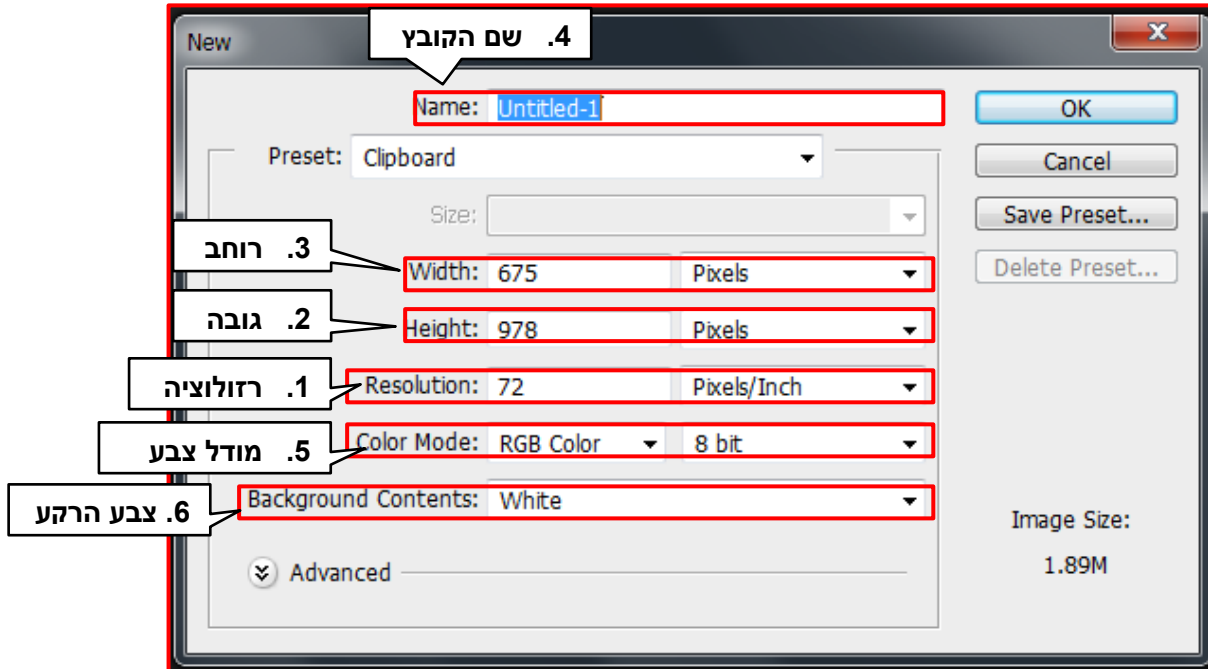 New
4. שם הקובץ
Name: Untitled-1
OK
Preset: Clipboard
Cancel
Size:
Save Preset...
3. רוחב
Width: 675 Pixels
Delete Preset...
2. גובה
Height: 978 Pixels
1. רזולוציה
Resolution: 72 Pixels/Inch
5. מודל צבע
Color Mode: RGB Color 8 bit
6. צבע הרקע
Background Contents: White
Image Size:
1.89M
Advanced